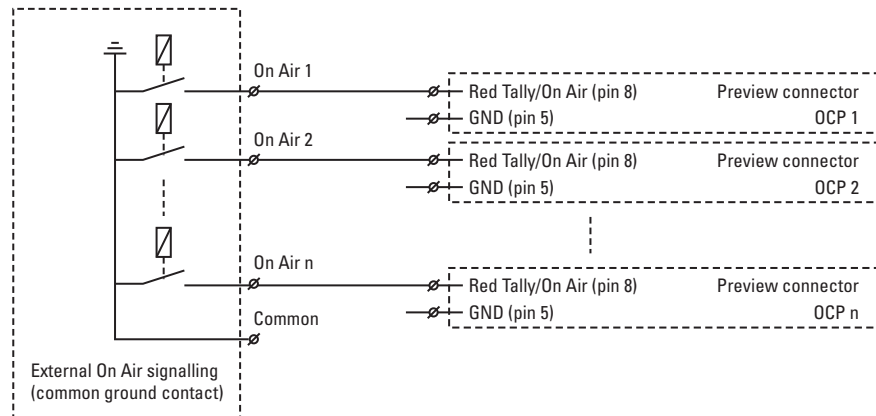 On Air 1
Red Tally/On Air (pin 8) Preview connector
GND (pin 5) OCP 1
On Air 2
Red Tally/On Air (pin 8) Preview connector
GND (pin 5) OCP 2
On Air n
Red Tally/On Air (pin 8) Preview connector
GND (pin 5) OCP n
Common
External On Air signalling
(common ground contact)